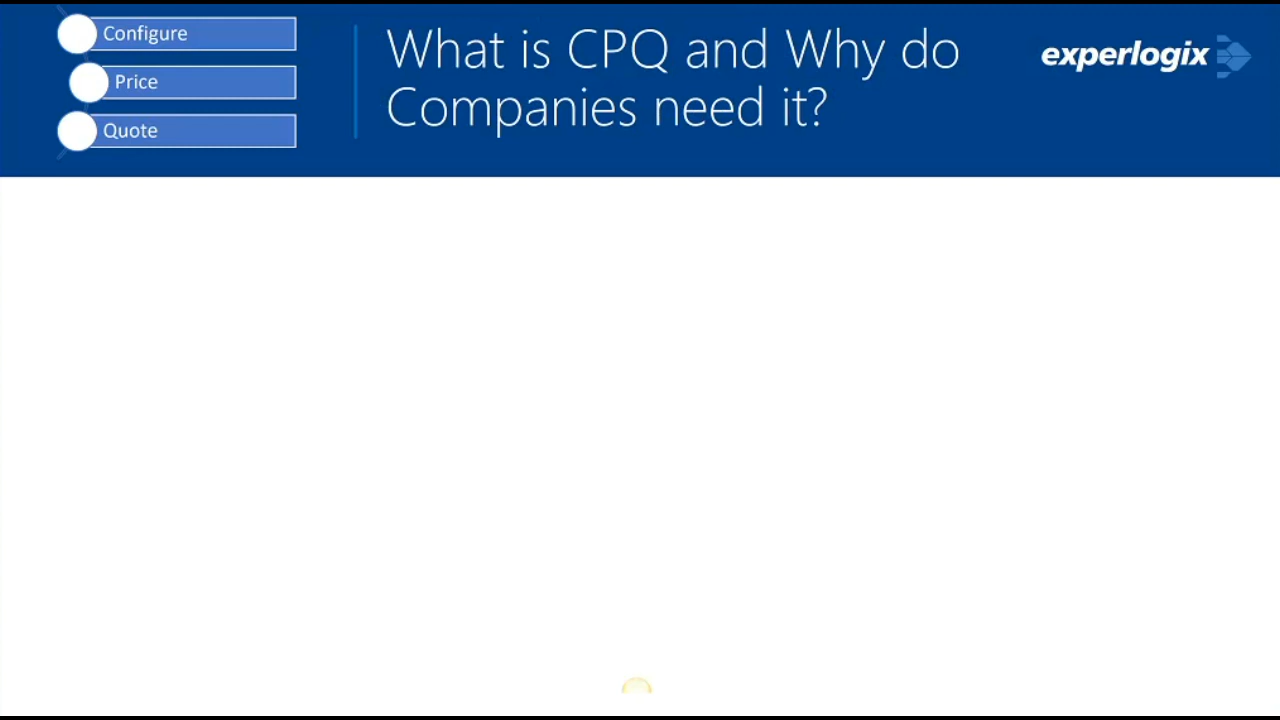 Configure
Price
Quote
What is CPQ and Why do
Companies need it?
experlogix